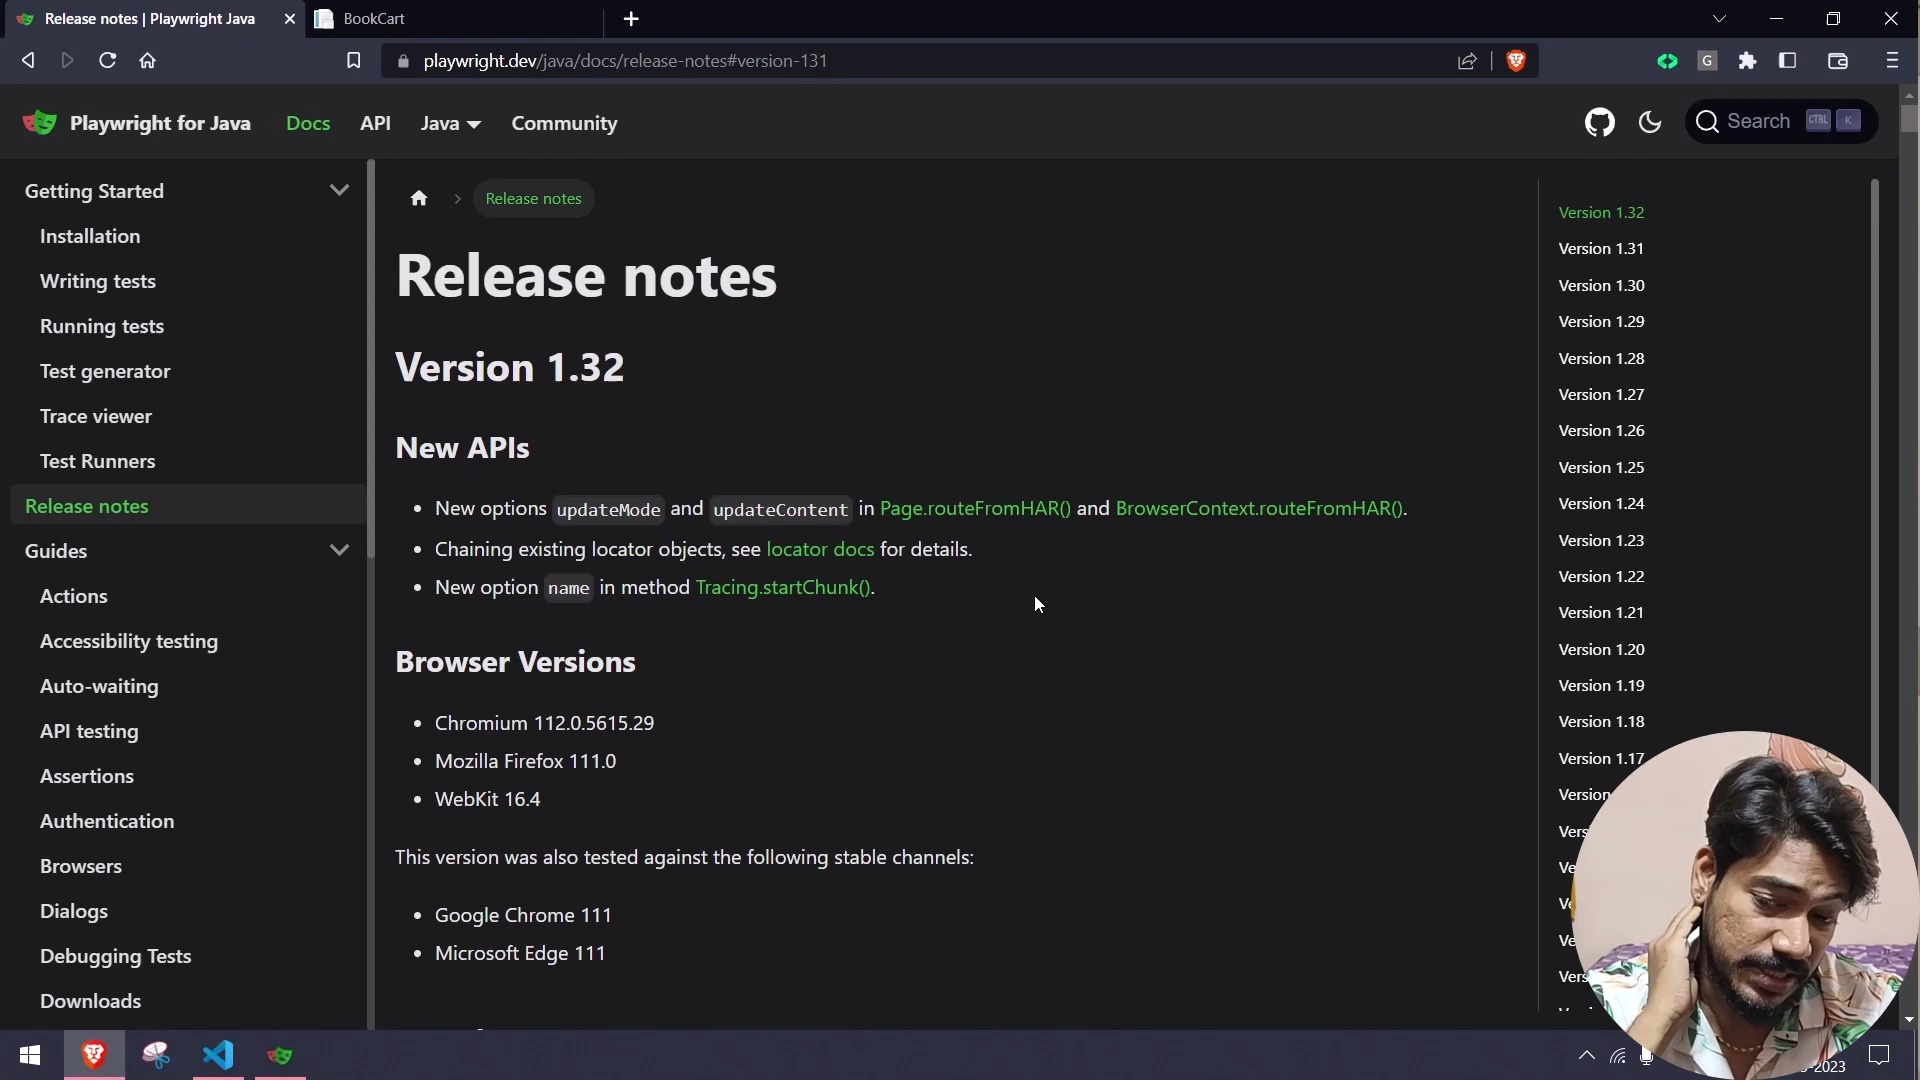 Release notes | Playwright Java
BookCart
playwright.dev/java/docs/release-notes#version-131
G
Playwright for Java
Docs
API
Java
Community
Search
CTRL
K
Getting Started
Installation
Writing tests
Running tests
Test generator
Trace viewer
Test Runners
Release notes
Guides
Actions
Accessibility testing
Auto-waiting
API testing
Assertions
Authentication
Browsers
Dialogs
Debugging Tests
Downloads
Release notes
Release notes
Version 1.32
New APIs
New options updateMode and updateContent in Page.routeFromHAR() and BrowserContext.routeFromHAR().
Chaining existing locator objects, see locator docs for details.
New option name in method Tracing.startChunk().
Browser Versions
Chromium 112.0.5615.29
Mozilla Firefox 111.0
WebKit 16.4
This version was also tested against the following stable channels:
Google Chrome 111
Microsoft Edge 111
Version 1.32
Version 1.31
Version 1.30
Version 1.29
Version 1.28
Version 1.27
Version 1.26
Version 1.25
Version 1.24
Version 1.23
Version 1.22
Version 1.21
Version 1.20
Version 1.19
Version 1.18
Version 1.17
Version
-2023